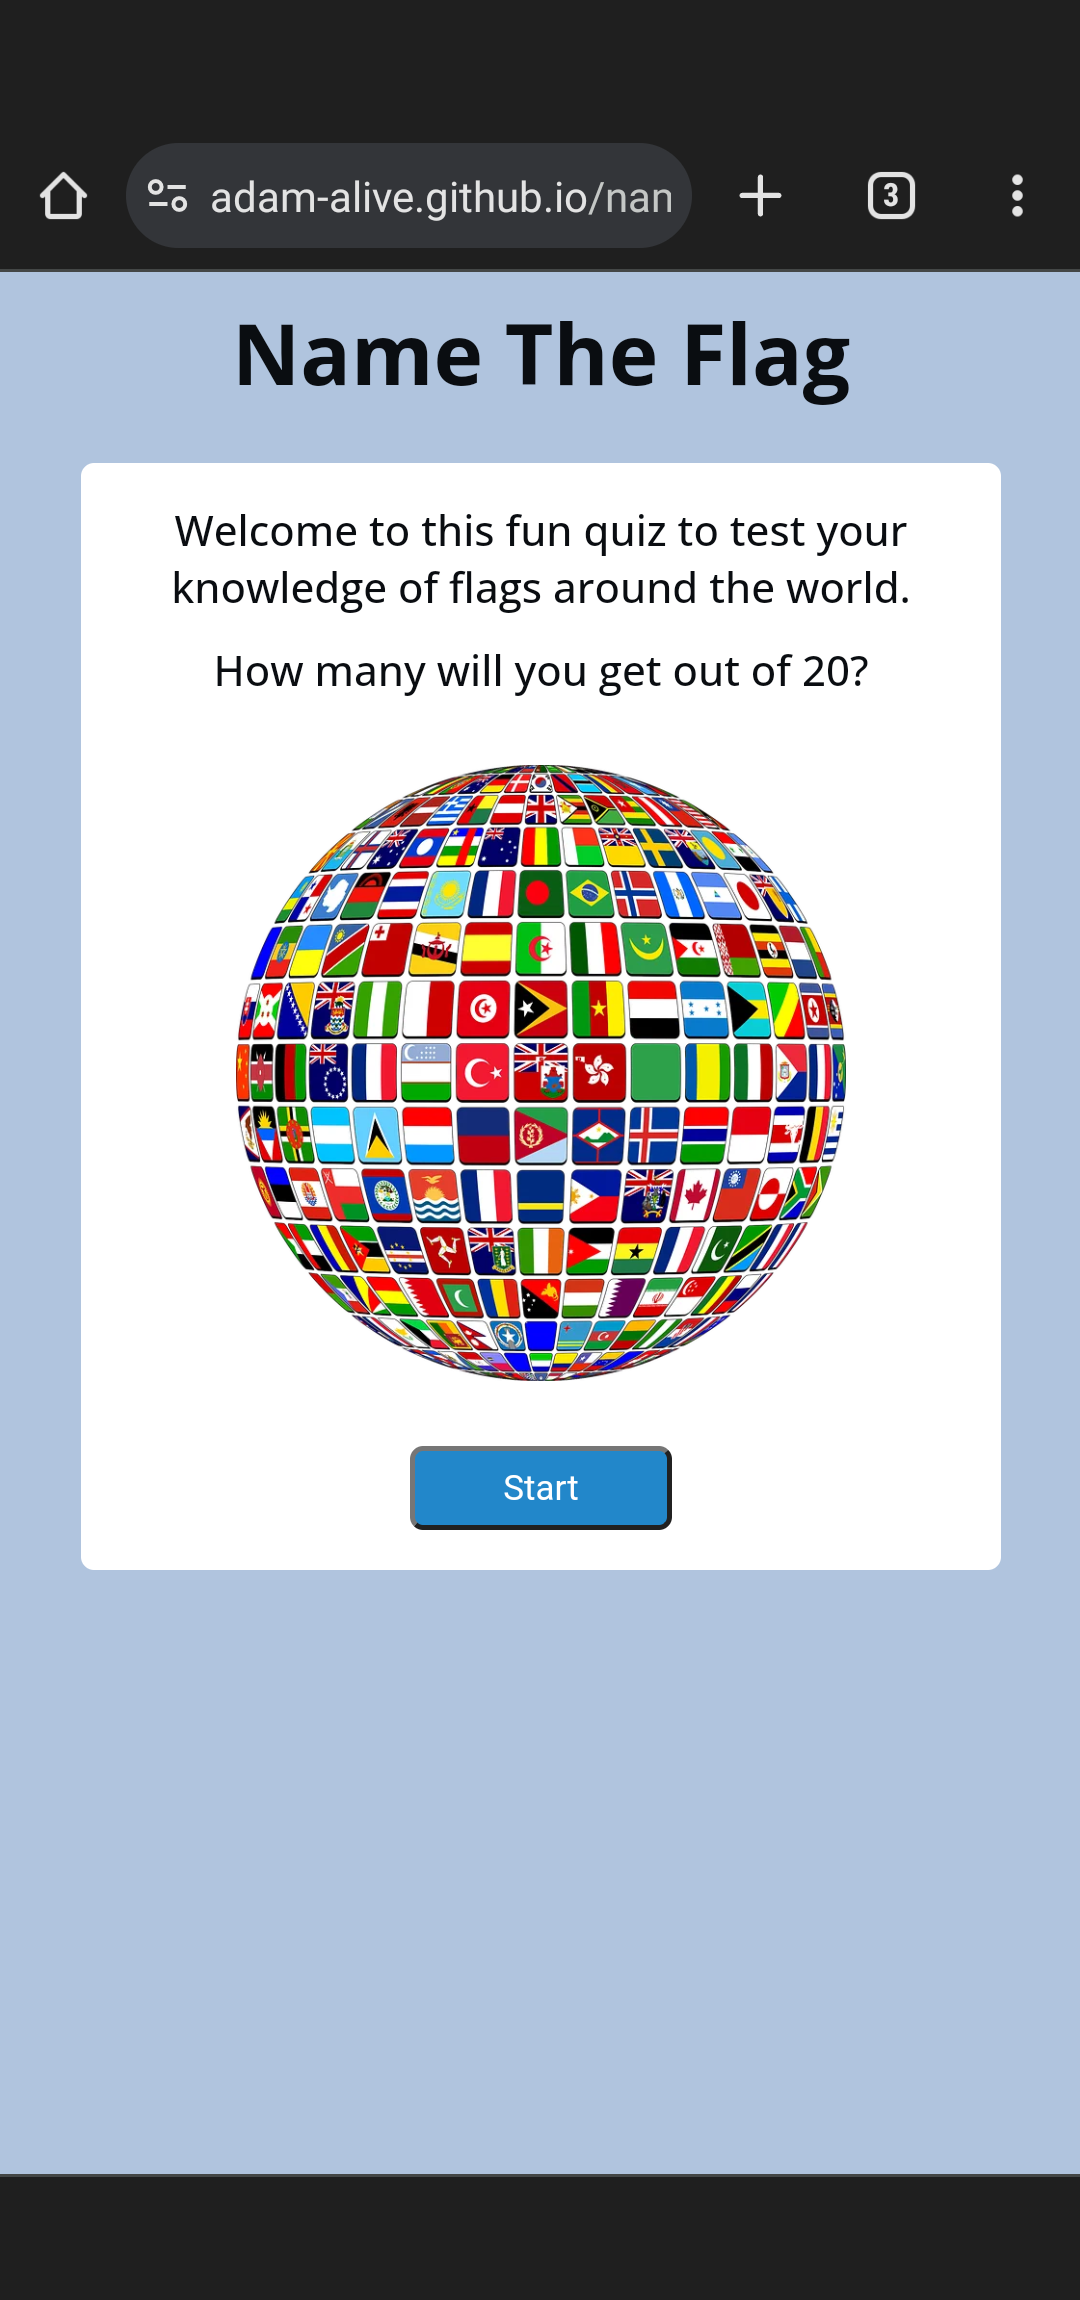 adam-alive.github.io/nan
3
Name The Flag
Welcome to this fun quiz to test your
knowledge of flags around the world.
How many will you get out of 20?
Start